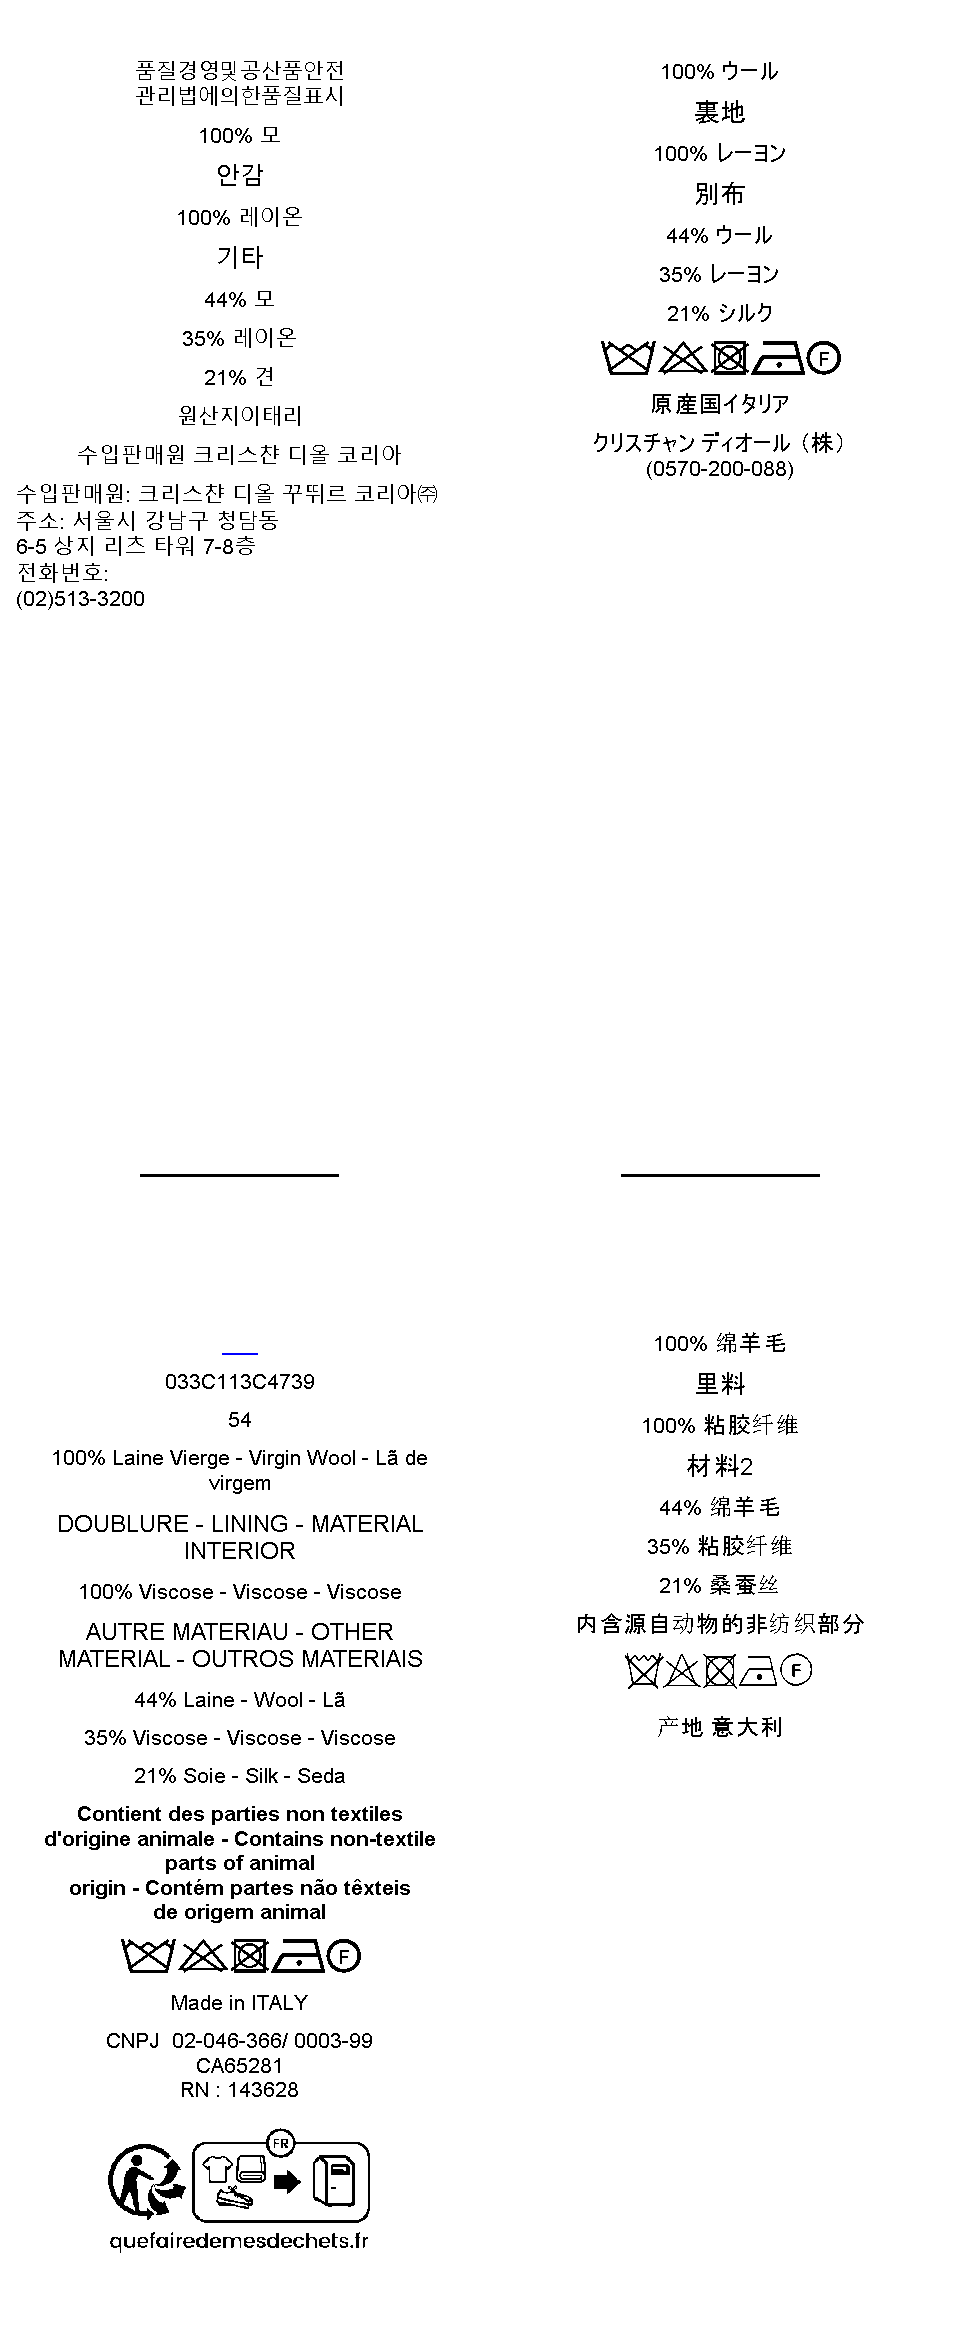 품질경영및공산품안전
관리법에의한품질표시
100% 모
안감
100% 레이온
기타
44% 모
35% 레이온
21% 견
원산지이태리
수입판매원 크리스챤 디올 코리아
수입판매원: 크리스챤 디올 꾸뛰르 코리아㈜
주소: 서울시 강남구 청담동
6-5 상지 리츠 타워 7-8층
전화번호:
(02)513-3200
100% ウール
裏地
100% レーヨン
別布
44% ウール
35% レーヨン
21% シルク
F
原産国イタリア
クリスチャン ディオール（株）
(0570-200-088)
033C113C4739
54
100% Laine Vierge - Virgin Wool - Lã de
virgem
DOUBLURE - LINING - MATERIAL
INTERIOR
100% Viscose - Viscose - Viscose
AUTRE MATERIAU - OTHER
MATERIAL - OUTROS MATERIAIS
44% Laine - Wool - Lã
35% Viscose - Viscose - Viscose
21% Soie - Silk - Seda
Contient des parties non textiles
d'origine animale - Contains non-textile
parts of animal
origin - Contém partes não têxteis
de origem animal
F
Made in ITALY
CNPJ  02-046-366/ 0003-99
CA65281
RN : 143628
FR
quefairedemesdechets.fr
100% 绵羊毛
里料
100% 粘胶纤维
材料2
44% 绵羊毛
35% 粘胶纤维
21% 桑蚕丝
内含源自动物的非纺织部分
F
产地 意大利